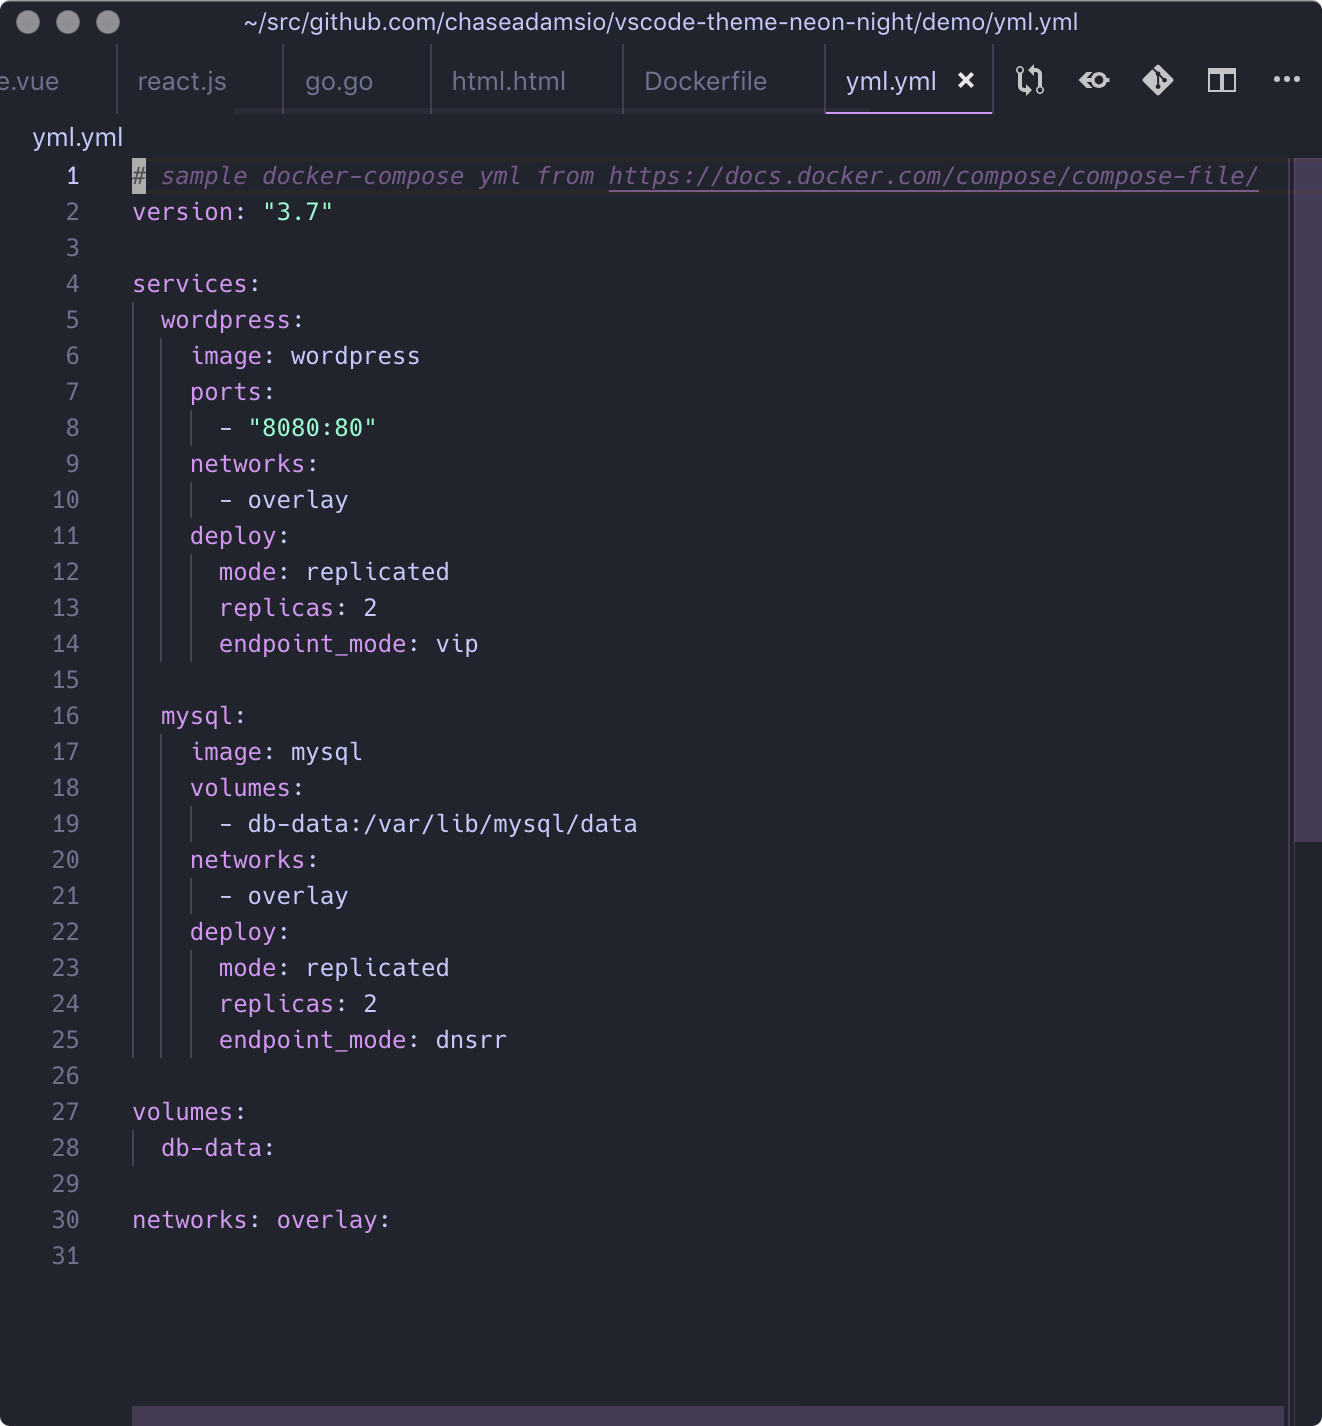 ~/src/github.com/chaseadamsio/vscode-theme-neon-night/demo/yml.yml
e.vue react.js go.go html.html Dockerfile yml.yml
yml.yml
1 # sample docker-compose yml from https://docs.docker.com/compose/compose-file/
2 version: "3.7"
3
4 services:
5   wordpress:
6     image: wordpress
7     ports:
8       - "8080:80"
9     networks:
10       - overlay
11     deploy:
12       mode: replicated
13       replicas: 2
14       endpoint_mode: vip
15
16   mysql:
17     image: mysql
18     volumes:
19       - db-data:/var/lib/mysql/data
20     networks:
21       - overlay
22     deploy:
23       mode: replicated
24       replicas: 2
25       endpoint_mode: dnsrr
26
27 volumes:
28   db-data:
29
30 networks: overlay:
31